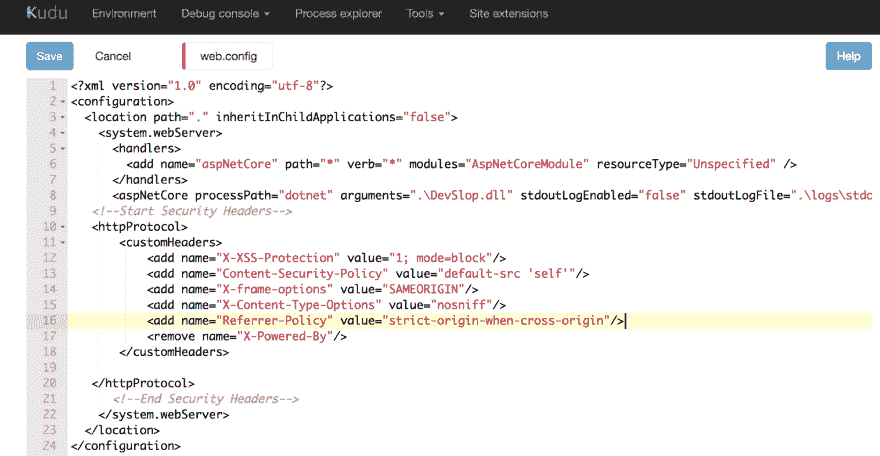 Kudu Environment Debug console Process explorer Tools Site extensions
Save Cancel web.config Help
1 <?xml version="1.0" encoding="utf-8"?>
2 <configuration>
3 <location path="." inheritInChildApplications="false">
4 <system.webServer>
5 <handlers>
6 <add name="aspNetCore" path="*" verb="*" modules="AspNetCoreModule" resourceType="Unspecified" />
7 </handlers>
8 <aspNetCore processPath="dotnet" arguments=".\DevSlop.dll" stdoutLogEnabled="false" stdoutLogFile=".\logs\stdo
9 <!--Start Security Headers-->
10 <httpProtocol>
11 <customHeaders>
12 <add name="X-XSS-Protection" value="1; mode=block"/>
13 <add name="Content-Security-Policy" value="default-src 'self'"/>
14 <add name="X-frame-options" value="SAMEORIGIN"/>
15 <add name="X-Content-Type-Options" value="nosniff"/>
16 <add name="Referrer-Policy" value="strict-origin-when-cross-origin"/>
17 <remove name="X-Powered-By"/>
18 </customHeaders>
19
20 </httpProtocol>
21 <!--End Security Headers-->
22 </system.webServer>
23 </location>
24 </configuration>